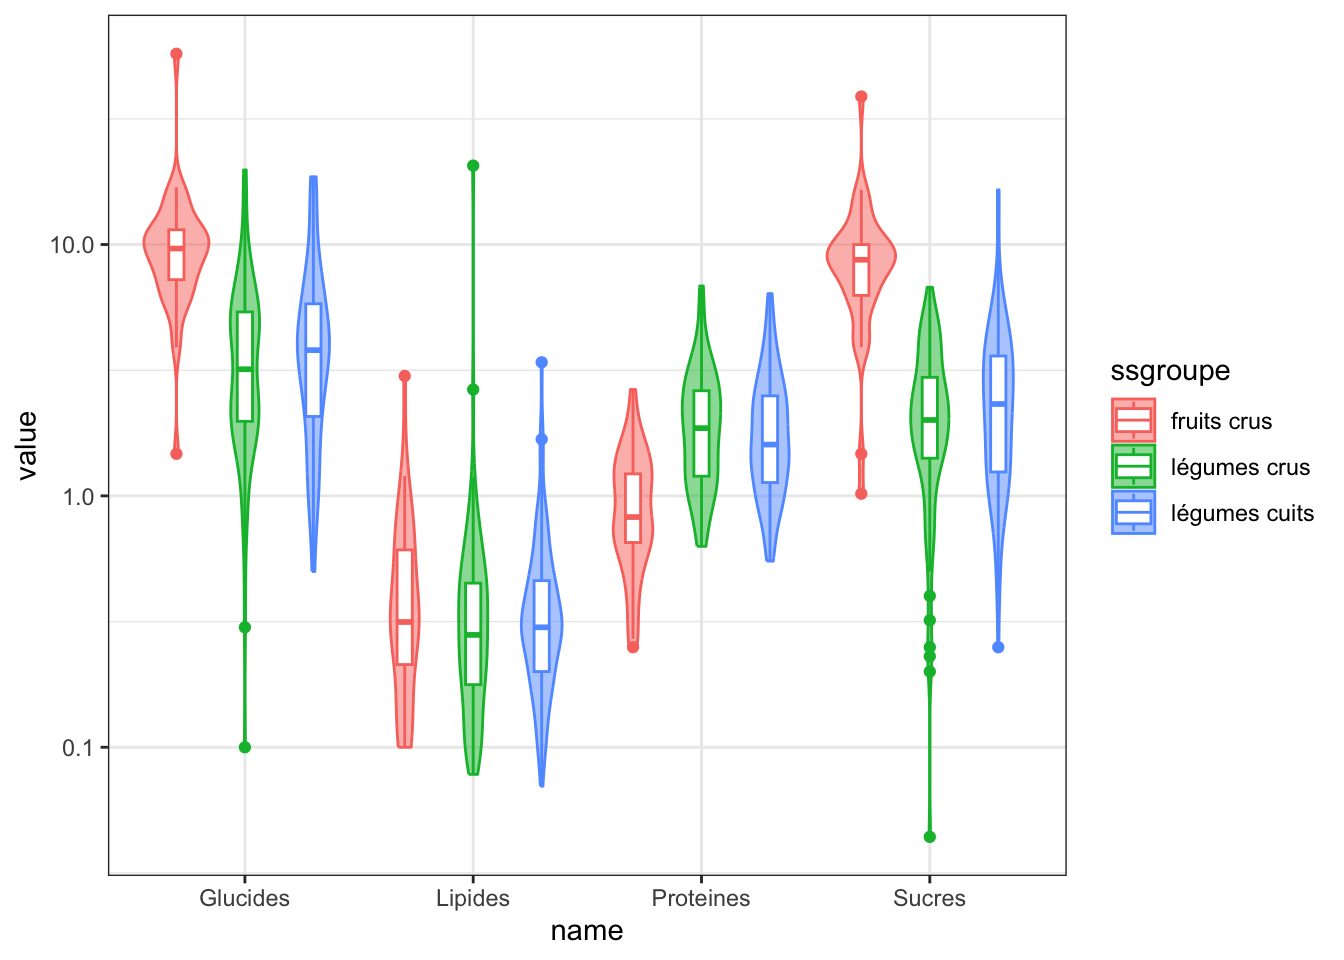 10.0
1.0
0.1
value
Glucides
Lipides
Proteines
Sucres
name
ssgroupe
fruits crus
légumes crus
légumes cuits